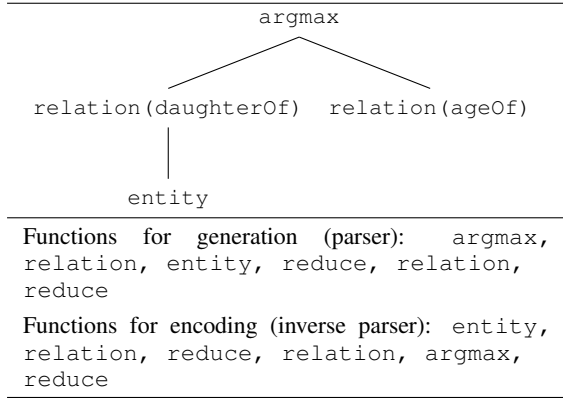 argmax
relation(daughterOf) relation(ageOf)
entity
Functions for generation (parser): argmax,
relation, entity, reduce, relation,
reduce
Functions for encoding (inverse parser): entity,
relation, reduce, relation, argmax,
reduce